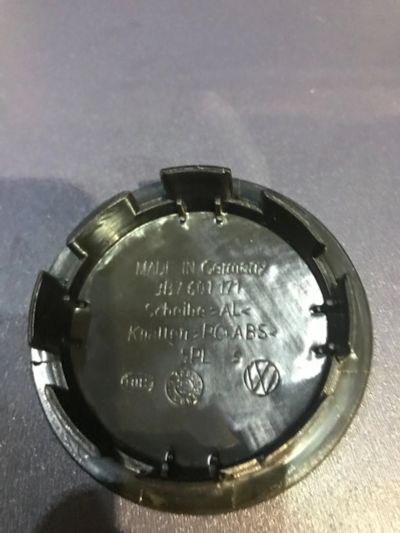 MADE IN Germany
3B7 601 171
Scheibe >AL<
>PC+ABS<